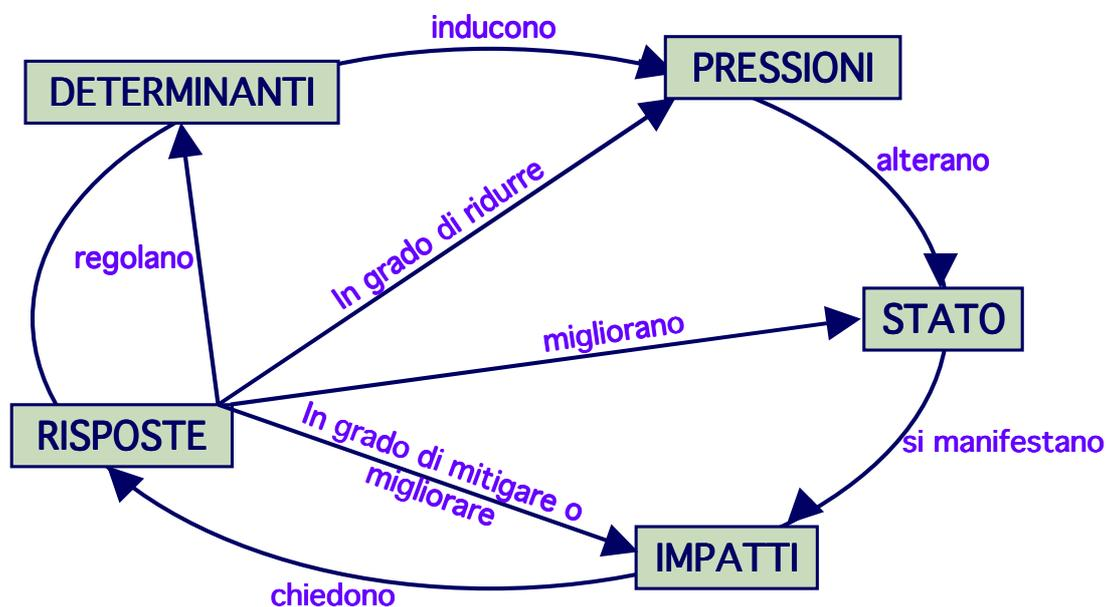 inducono
DETERMINANTI
PRESSIONI
alterano
In grado di ridurre
regolano
STATO
migliorano
RISPOSTE
In grado di mitigare o
migliorare
si manifestano
IMPATTI
chiedono